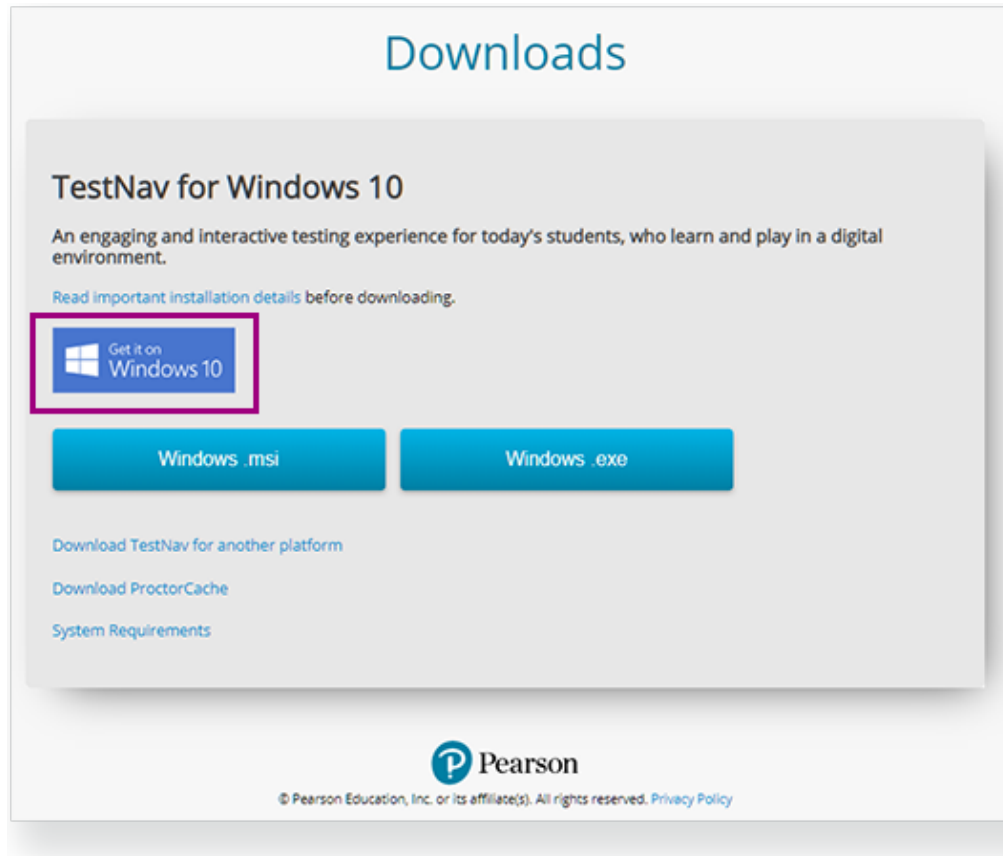 Downloads
TestNav for Windows 10
An engaging and interactive testing experience for today's students, who learn and play in a digital
environment.
Read important installation details before downloading.
Get it on
Windows 10
Windows .msi
Windows .exe
Download TestNav for another platform
Download ProctorCache
System Requirements
P Pearson
© Pearson Education, Inc. or its affiliate(s). All rights reserved. Privacy Policy